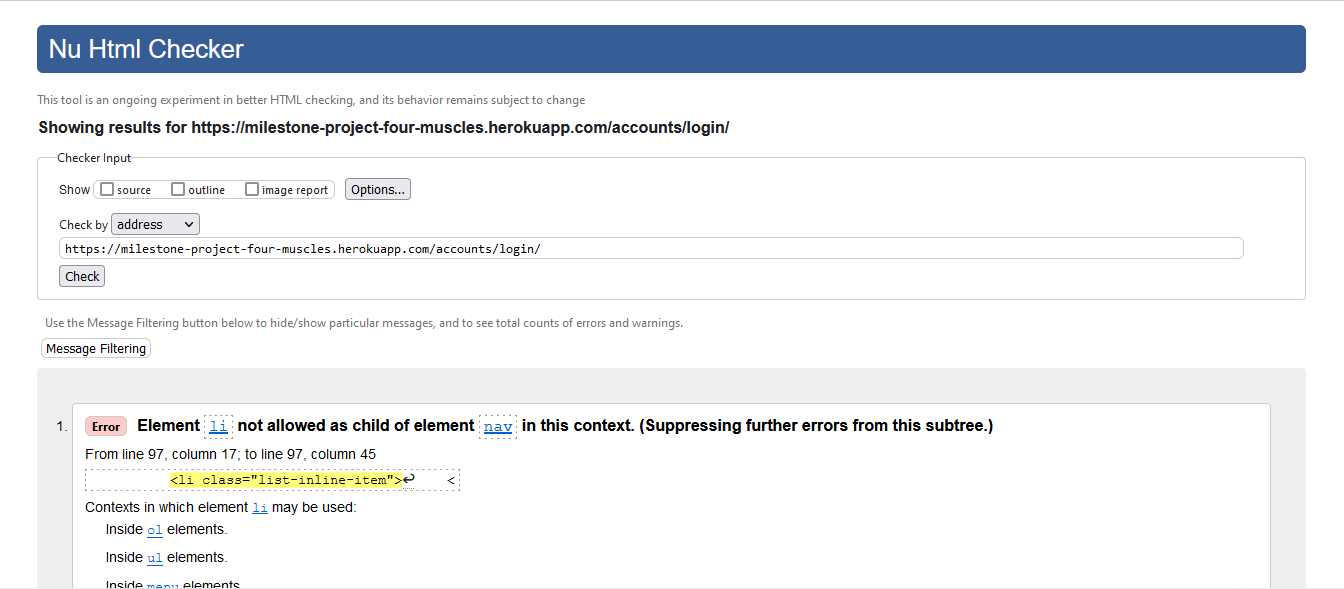 Nu Html Checker
This tool is an ongoing experiment in better HTML checking, and its behavior remains subject to change
Showing results for https://milestone-project-four-muscles.herokuapp.com/accounts/login/
Checker Input
Show source outline image report Options...
Check by address
https://milestone-project-four-muscles.herokuapp.com/accounts/login/
Check
Use the Message Filtering button below to hide/show particular messages, and to see total counts of errors and warnings.
Message Filtering
1. Error Element li not allowed as child of element nav in this context. (Suppressing further errors from this subtree.)
From line 97, column 17; to line 97, column 45
<li class="list-inline-item">↩ <
Contexts in which element li may be used:
Inside ol elements.
Inside ul elements.
Inside menu elements.